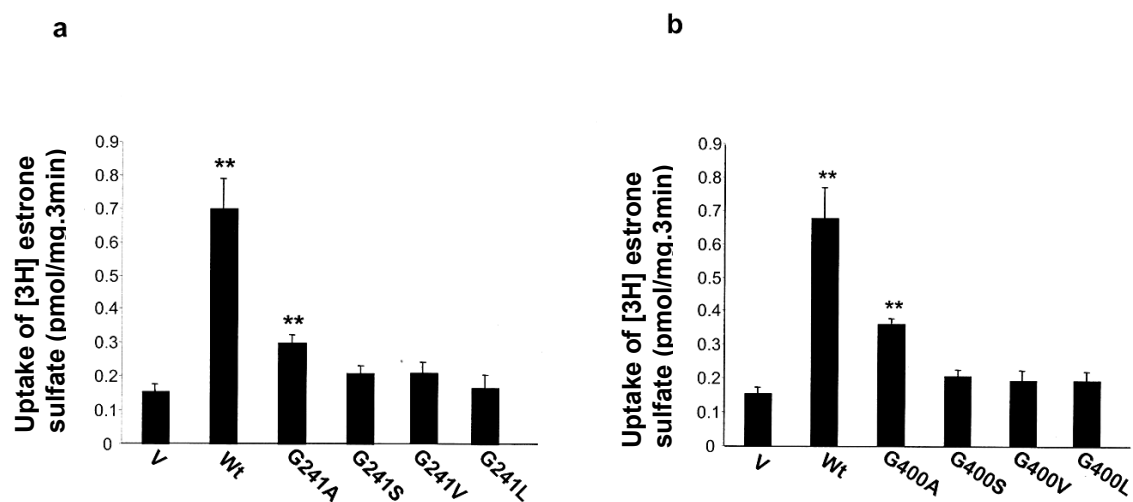 a
Uptake of [3H] estrone
sulfate (pmol/mg.3min)
0.9
0.8
0.7
0.6
0.5
0.4
0.3
0.2
0.1
0
**
**
V
Wt
G241A
G241S
G241V
G241L
b
Uptake of [3H] estrone
sulfate (pmol/mg.3min)
0.9
0.8
0.7
0.6
0.5
0.4
0.3
0.2
0.1
0
**
**
V
Wt
G400A
G400S
G400V
G400L